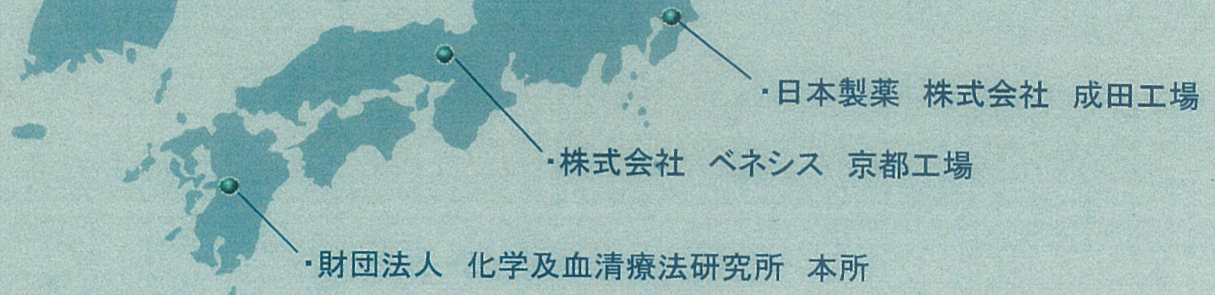 ・日本製薬　株式会社　成田工場
・株式会社　ベネシス　京都工場
・財団法人　化学及血清療法研究所　本所